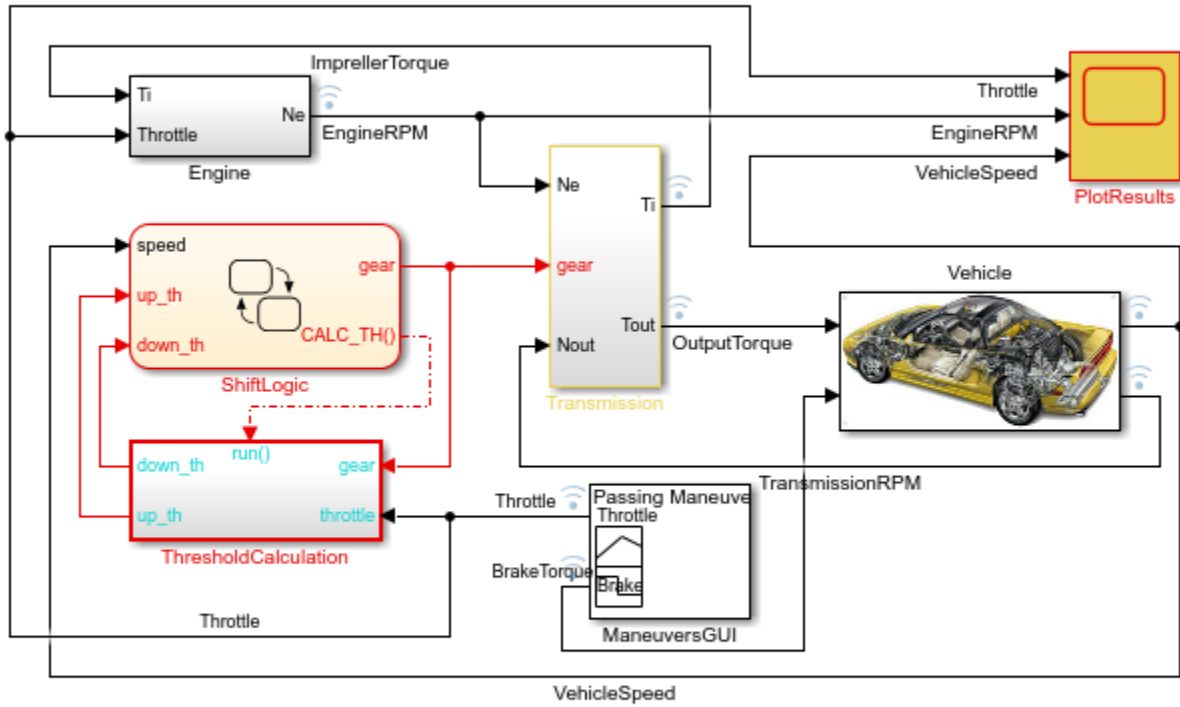 ImprellerTorque
Ti
Throttle
Ne
EngineRPM
Engine
Throttle
EngineRPM
VehicleSpeed
PlotResults
Ne
Ti
gear
Tout
Nout
OutputTorque
Transmission
speed
gear
up_th
CALC_TH()
down_th
ShiftLogic
Vehicle
run()
down_th
gear
up_th
throttle
ThresholdCalculation
TransmissionRPM
Throttle
Passing Maneuve
Throttle
BrakeTorque
Brake
ManeuversGUI
Throttle
VehicleSpeed